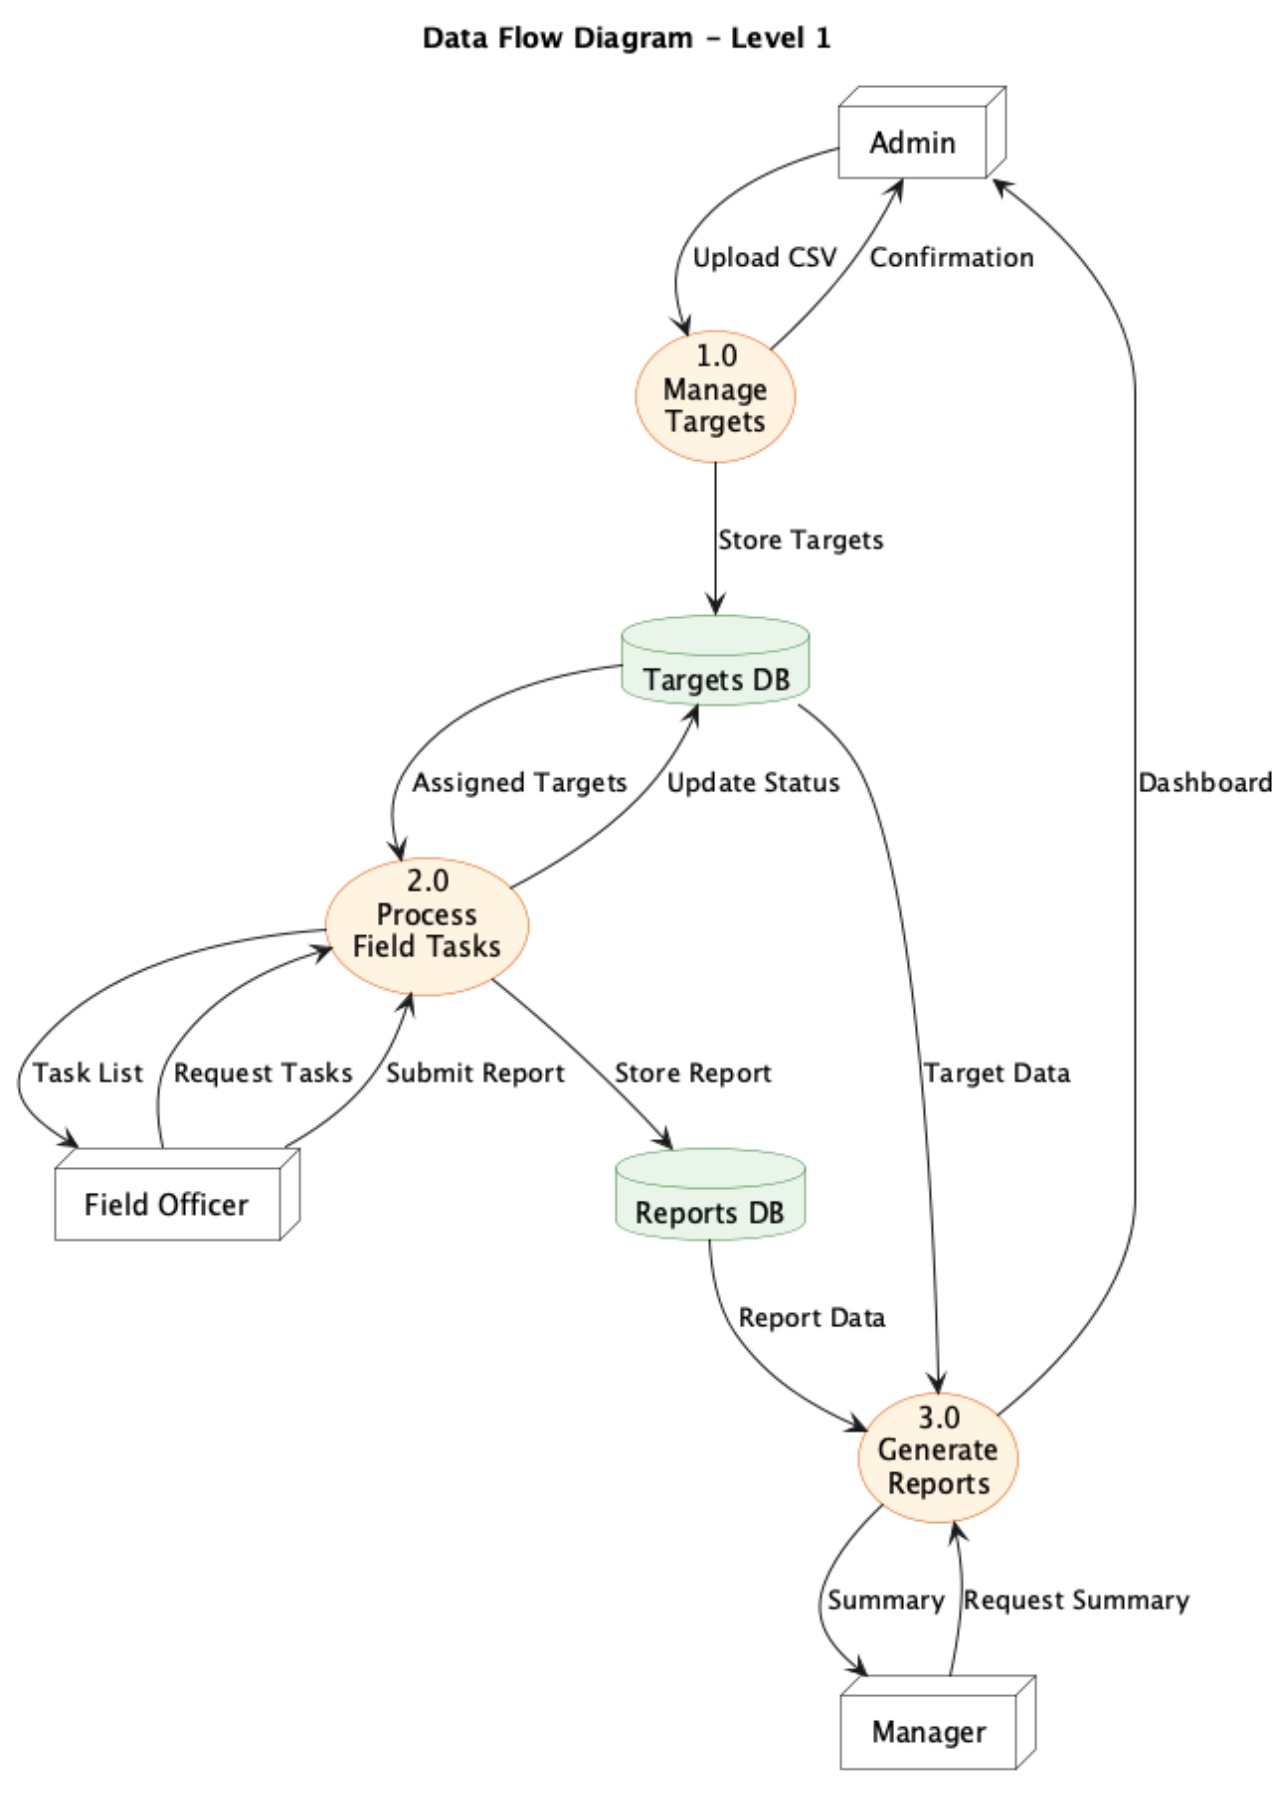 Data Flow Diagram – Level 1
Admin
Upload CSV
Confirmation
1.0
Manage
Targets
Store Targets
Targets DB
Assigned Targets
Update Status
Dashboard
2.0
Process
Field Tasks
Task List
Request Tasks
Submit Report
Store Report
Target Data
Field Officer
Reports DB
Report Data
3.0
Generate
Reports
Summary
Request Summary
Manager